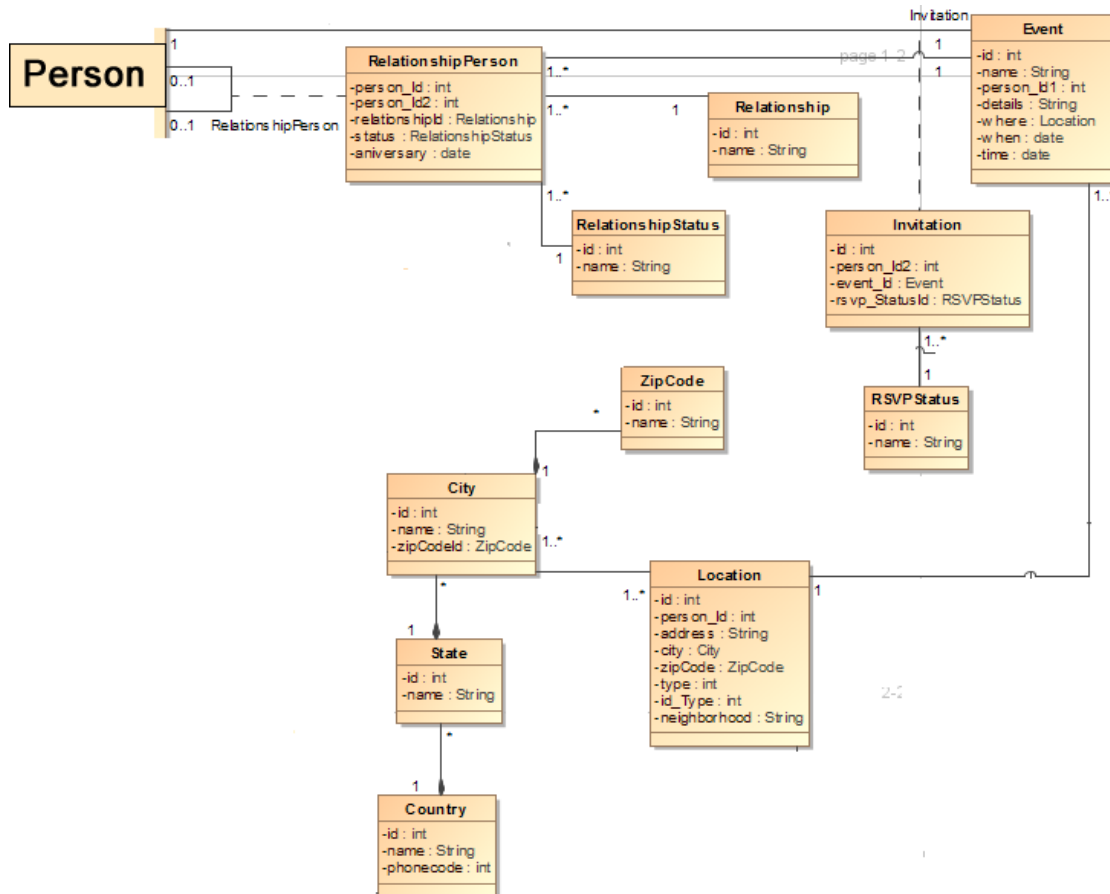 Invitation
Event
-id : int
-name : String
-person_Id1 : int
-details : String
-where : Location
-when : date
-time : date
Person
1
0..1
0..1
RelationshipPerson
RelationshipPerson
-person_Id : int
-person_Id2 : int
-relationshipId : Relationship
-status : RelationshipStatus
-aniversary : date
1..*
1..*
page 1-2
1
1
1
Relationship
-id : int
-name : String
1..*
1
RelationshipStatus
-id : int
-name : String
Invitation
-id : int
-person_Id2 : int
-event_Id : Event
-rsvp_StatusId : RSVPStatus
1..*
1
RSVPStatus
-id : int
-name : String
ZipCode
-id : int
-name : String
*
1
City
-id : int
-name : String
-zipCodeId : ZipCode
1..*
1..*
Location
-id : int
-person_Id : int
-address : String
-city : City
-zipCode : ZipCode
-type : int
-id_Type : int
-neighborhood : String
1
*
1
State
-id : int
-name : String
*
1
Country
-id : int
-name : String
-phonecode : int